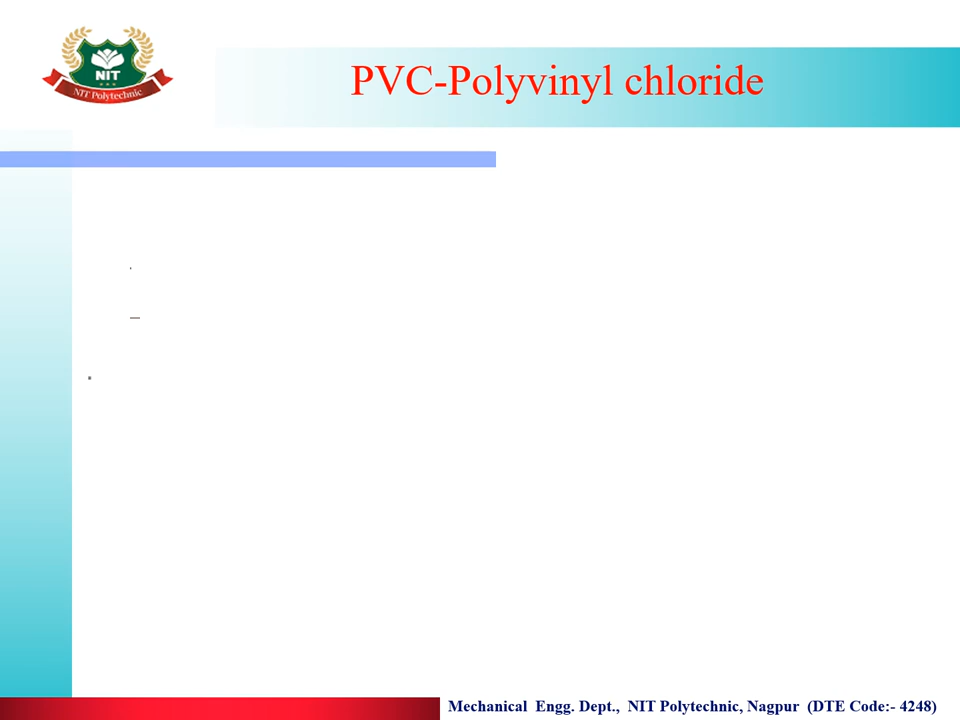 NIT
NIT Polytechnic
PVC-Polyvinyl chloride
Mechanical Engg. Dept., NIT Polytechnic, Nagpur (DTE Code:- 4248)